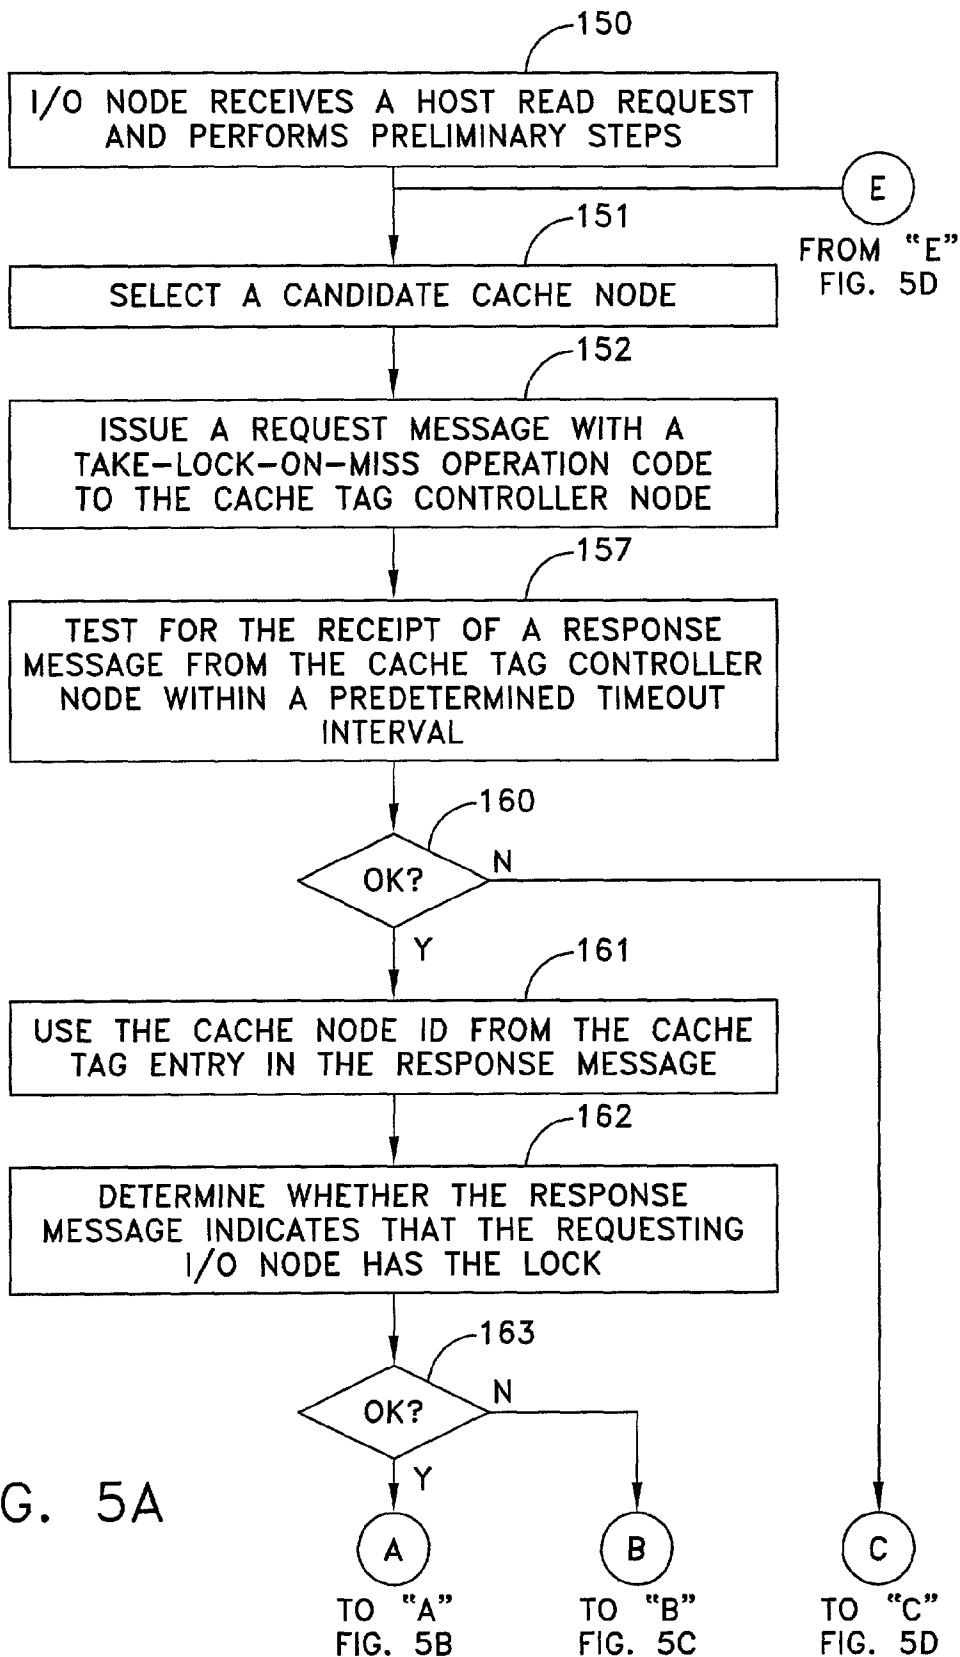 150
I/O NODE RECEIVES A HOST READ REQUEST
AND PERFORMS PRELIMINARY STEPS
E
FROM "E"
FIG. 5D
151
SELECT A CANDIDATE CACHE NODE
152
ISSUE A REQUEST MESSAGE WITH A
TAKE-LOCK-ON-MISS OPERATION CODE
TO THE CACHE TAG CONTROLLER NODE
157
TEST FOR THE RECEIPT OF A RESPONSE
MESSAGE FROM THE CACHE TAG CONTROLLER
NODE WITHIN A PREDETERMINED TIMEOUT
INTERVAL
160
OK?
N
Y
161
USE THE CACHE NODE ID FROM THE CACHE
TAG ENTRY IN THE RESPONSE MESSAGE
162
DETERMINE WHETHER THE RESPONSE
MESSAGE INDICATES THAT THE REQUESTING
I/O NODE HAS THE LOCK
163
OK?
N
Y
G. 5A
A
TO "A"
FIG. 5B
B
TO "B"
FIG. 5C
C
TO "C"
FIG. 5D